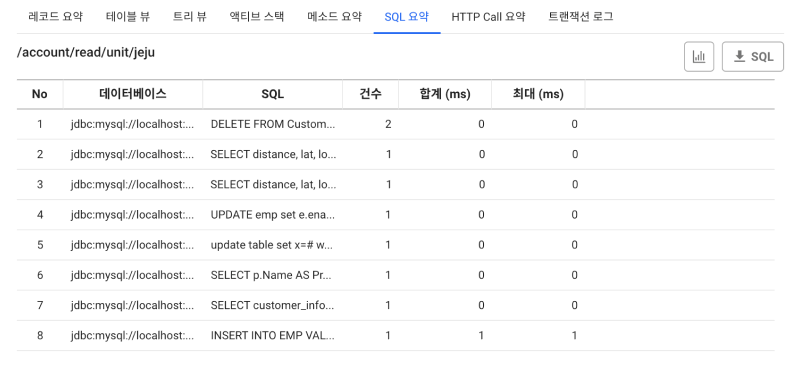 레코드 요약 테이블 뷰 트리 뷰 액티브 스택 메소드 요약 SQL 요약 HTTP Call 요약 트랜잭션 로그
/account/read/unit/jeju
SQL
No 데이터베이스 SQL 건수 합계 (ms) 최대 (ms)
1 jdbc:mysql://localhost:... DELETE FROM Custom... 2 0 0
2 jdbc:mysql://localhost:... SELECT distance, lat, lo... 1 0 0
3 jdbc:mysql://localhost:... SELECT distance, lat, lo... 1 0 0
4 jdbc:mysql://localhost:... UPDATE emp set e.ena... 1 0 0
5 jdbc:mysql://localhost:... update table set x=# w... 1 0 0
6 jdbc:mysql://localhost:... SELECT p.Name AS Pr... 1 0 0
7 jdbc:mysql://localhost:... SELECT customer_info... 1 0 0
8 jdbc:mysql://localhost:... INSERT INTO EMP VAL... 1 1 1